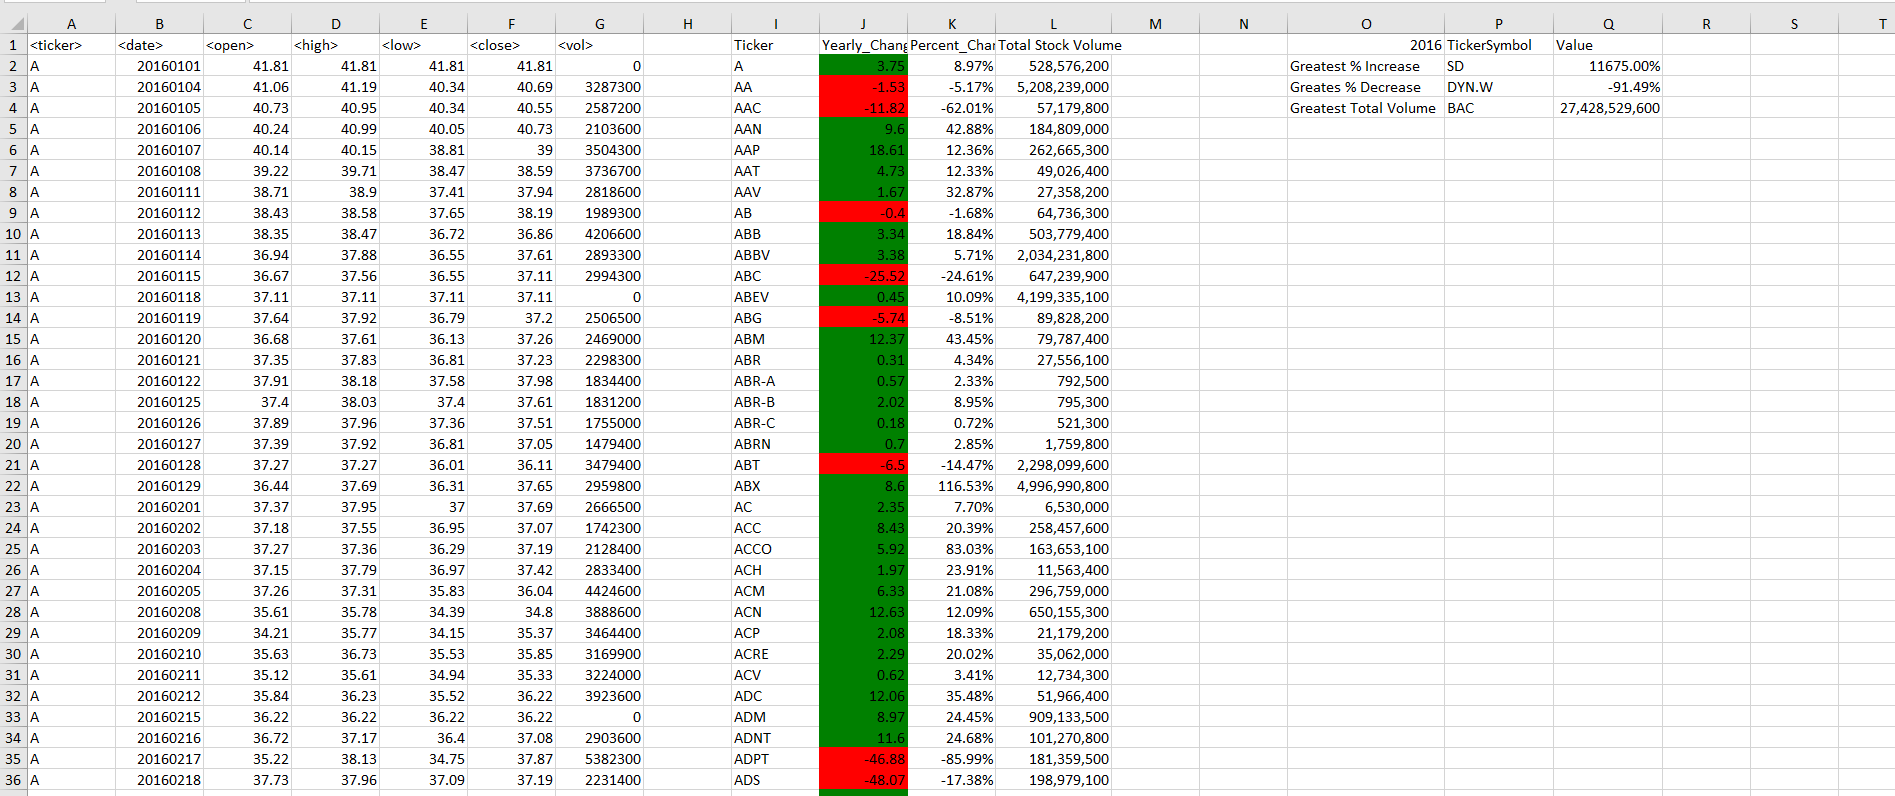 A B C D E F G H I J K L M N O P Q R S T
1 <ticker> <date> <open> <high> <low> <close> <vol> Ticker Yearly_Chang Percent_Chan Total Stock Volume 2016 TickerSymbol Value
2 A 20160101 41.81 41.81 41.81 41.81 0 A 3.75 8.97% 528,576,200 Greatest % Increase SD 11675.00%
3 A 20160104 41.06 41.19 40.34 40.69 3287300 AA -1.53 -5.17% 5,208,239,000 Greates % Decrease DYN.W -91.49%
4 A 20160105 40.73 40.95 40.34 40.55 2587200 AAC -11.82 -62.01% 57,179,800 Greatest Total Volume BAC 27,428,529,600
5 A 20160106 40.24 40.99 40.05 40.73 2103600 AAN 9.6 42.88% 184,809,000
6 A 20160107 40.14 40.15 38.81 39 3504300 AAP 18.61 12.36% 262,665,300
7 A 20160108 39.22 39.71 38.47 38.59 3736700 AAT 4.73 12.33% 49,026,400
8 A 20160111 38.71 38.9 37.41 37.94 2818600 AAV 1.67 32.87% 27,358,200
9 A 20160112 38.43 38.58 37.65 38.19 1989300 AB -0.4 -1.68% 64,736,300
10 A 20160113 38.35 38.47 36.72 36.86 4206600 ABB 3.34 18.84% 503,779,400
11 A 20160114 36.94 37.88 36.55 37.61 2893300 ABBV 3.38 5.71% 2,034,231,800
12 A 20160115 36.67 37.56 36.55 37.11 2994300 ABC -25.52 -24.61% 647,239,900
13 A 20160118 37.11 37.11 37.11 37.11 0 ABEV 0.45 10.09% 4,199,335,100
14 A 20160119 37.64 37.92 36.79 37.2 2506500 ABG -5.74 -8.51% 89,828,200
15 A 20160120 36.68 37.61 36.13 37.26 2469000 ABM 12.37 43.45% 79,787,400
16 A 20160121 37.35 37.83 36.81 37.23 2298300 ABR 0.31 4.34% 27,556,100
17 A 20160122 37.91 38.18 37.58 37.98 1834400 ABR-A 0.57 2.33% 792,500
18 A 20160125 37.4 38.03 37.4 37.61 1831200 ABR-B 2.02 8.95% 795,300
19 A 20160126 37.89 37.96 37.36 37.51 1755000 ABR-C 0.18 0.72% 521,300
20 A 20160127 37.39 37.92 36.81 37.05 1479400 ABRN 0.7 2.85% 1,759,800
21 A 20160128 37.27 37.27 36.01 36.11 3479400 ABT -6.5 -14.47% 2,298,099,600
22 A 20160129 36.44 37.69 36.31 37.65 2959800 ABX 8.6 116.53% 4,996,990,800
23 A 20160201 37.37 37.95 37 37.69 2666500 AC 2.35 7.70% 6,530,000
24 A 20160202 37.18 37.55 36.95 37.07 1742300 ACC 8.43 20.39% 258,457,600
25 A 20160203 37.27 37.36 36.29 37.19 2128400 ACCO 5.92 83.03% 163,653,100
26 A 20160204 37.15 37.79 36.97 37.42 2833400 ACH 1.97 23.91% 11,563,400
27 A 20160205 37.26 37.31 35.83 36.04 4424600 ACM 6.33 21.08% 296,759,000
28 A 20160208 35.61 35.78 34.39 34.8 3888600 ACN 12.63 12.09% 650,155,300
29 A 20160209 34.21 35.77 34.15 35.37 3464400 ACP 2.08 18.33% 21,179,200
30 A 20160210 35.63 36.73 35.53 35.85 3169900 ACRE 2.29 20.02% 35,062,000
31 A 20160211 35.12 35.61 34.94 35.33 3224000 ACV 0.62 3.41% 12,734,300
32 A 20160212 35.84 36.23 35.52 36.22 3923600 ADC 12.06 35.48% 51,966,400
33 A 20160215 36.22 36.22 36.22 36.22 0 ADM 8.97 24.45% 909,133,500
34 A 20160216 36.72 37.17 36.4 37.08 2903600 ADNT 11.6 24.68% 101,270,800
35 A 20160217 35.22 38.13 34.75 37.87 5382300 ADPT -46.88 -85.99% 181,359,500
36 A 20160218 37.73 37.96 37.09 37.19 2231400 ADS -48.07 -17.38% 198,979,100